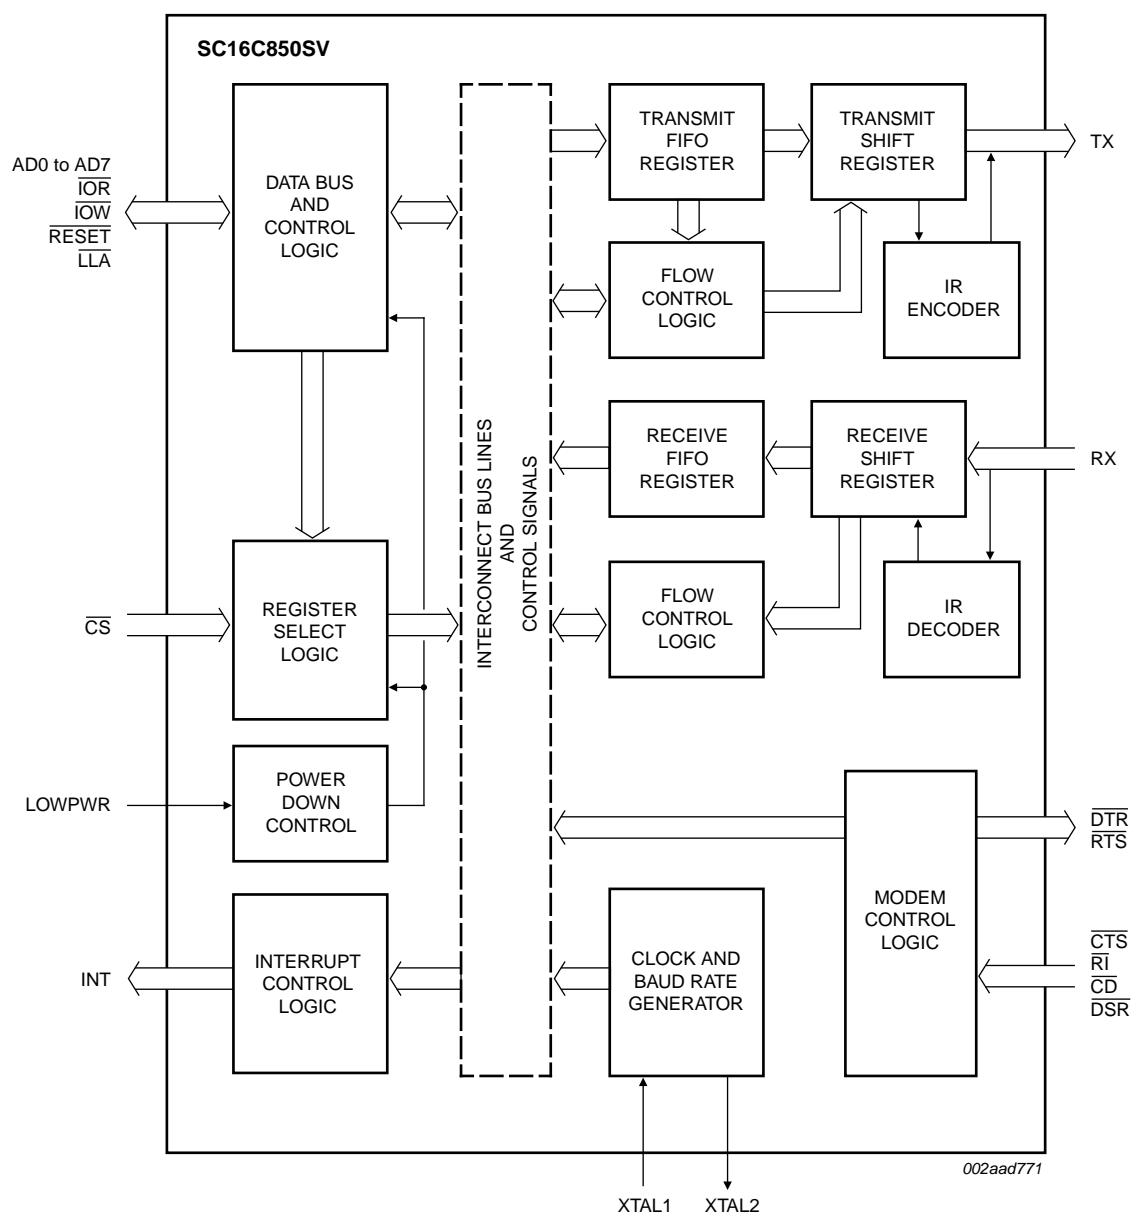 SC16C850SV
AD0 to AD7
IOR
IOW
RESET
LLA
DATA BUS
AND
CONTROL
LOGIC
TRANSMIT
FIFO
REGISTER
TRANSMIT
SHIFT
REGISTER
TX
FLOW
CONTROL
LOGIC
IR
ENCODER
INTERCONNECT BUS LINES
AND
CONTROL SIGNALS
RECEIVE
FIFO
REGISTER
RECEIVE
SHIFT
REGISTER
RX
CS
REGISTER
SELECT
LOGIC
FLOW
CONTROL
LOGIC
IR
DECODER
LOWPWR
POWER
DOWN
CONTROL
DTR
RTS
MODEM
CONTROL
LOGIC
INT
INTERRUPT
CONTROL
LOGIC
CLOCK AND
BAUD RATE
GENERATOR
CTS
RI
CD
DSR
002aad771
XTAL1
XTAL2